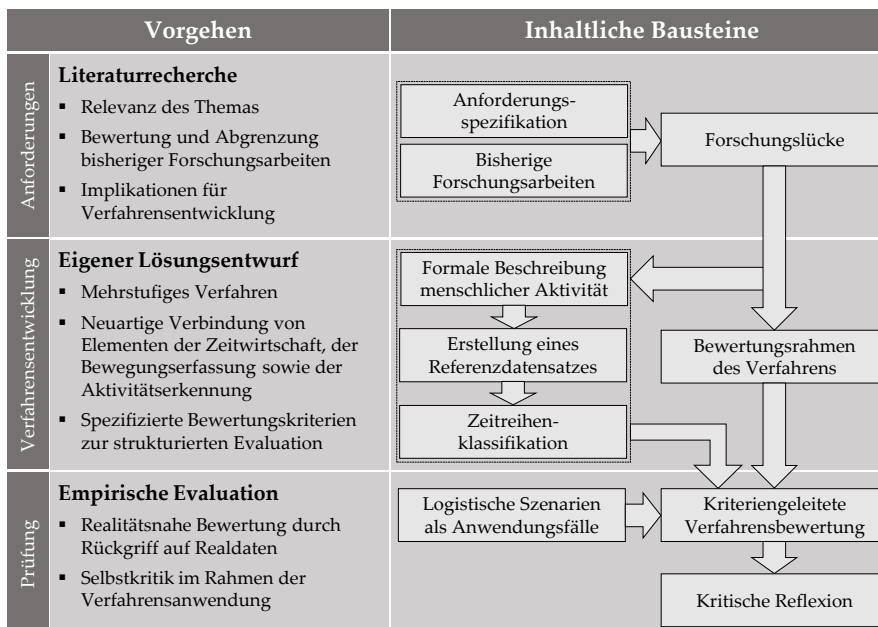 Vorgehen
Inhaltliche Bausteine
Anforderungen
Literaturrecherche
▪ Relevanz des Themas
▪ Bewertung und Abgrenzung
bisheriger Forschungsarbeiten
▪ Implikationen für
Verfahrensentwicklung
Anforderungs-
spezifikation
Bisherige
Forschungsarbeiten
Forschungslücke
Verfahrensentwicklung
Eigener Lösungsentwurf
▪ Mehrstufiges Verfahren
▪ Neuartige Verbindung von
Elementen der Zeitwirtschaft, der
Bewegungserfassung sowie der
Aktivitätserkennung
▪ Spezifizierte Bewertungskriterien
zur strukturierten Evaluation
Formale Beschreibung
menschlicher Aktivität
Erstellung eines
Referenzdatensatzes
Zeitreihen-
klassifikation
Bewertungsrahmen
des Verfahrens
Prüfung
Empirische Evaluation
▪ Realitätsnahe Bewertung durch
Rückgriff auf Realdaten
▪ Selbstkritik im Rahmen der
Verfahrensanwendung
Logistische Szenarien
als Anwendungsfälle
Kriteriengeleitete
Verfahrensbewertung
Kritische Reflexion